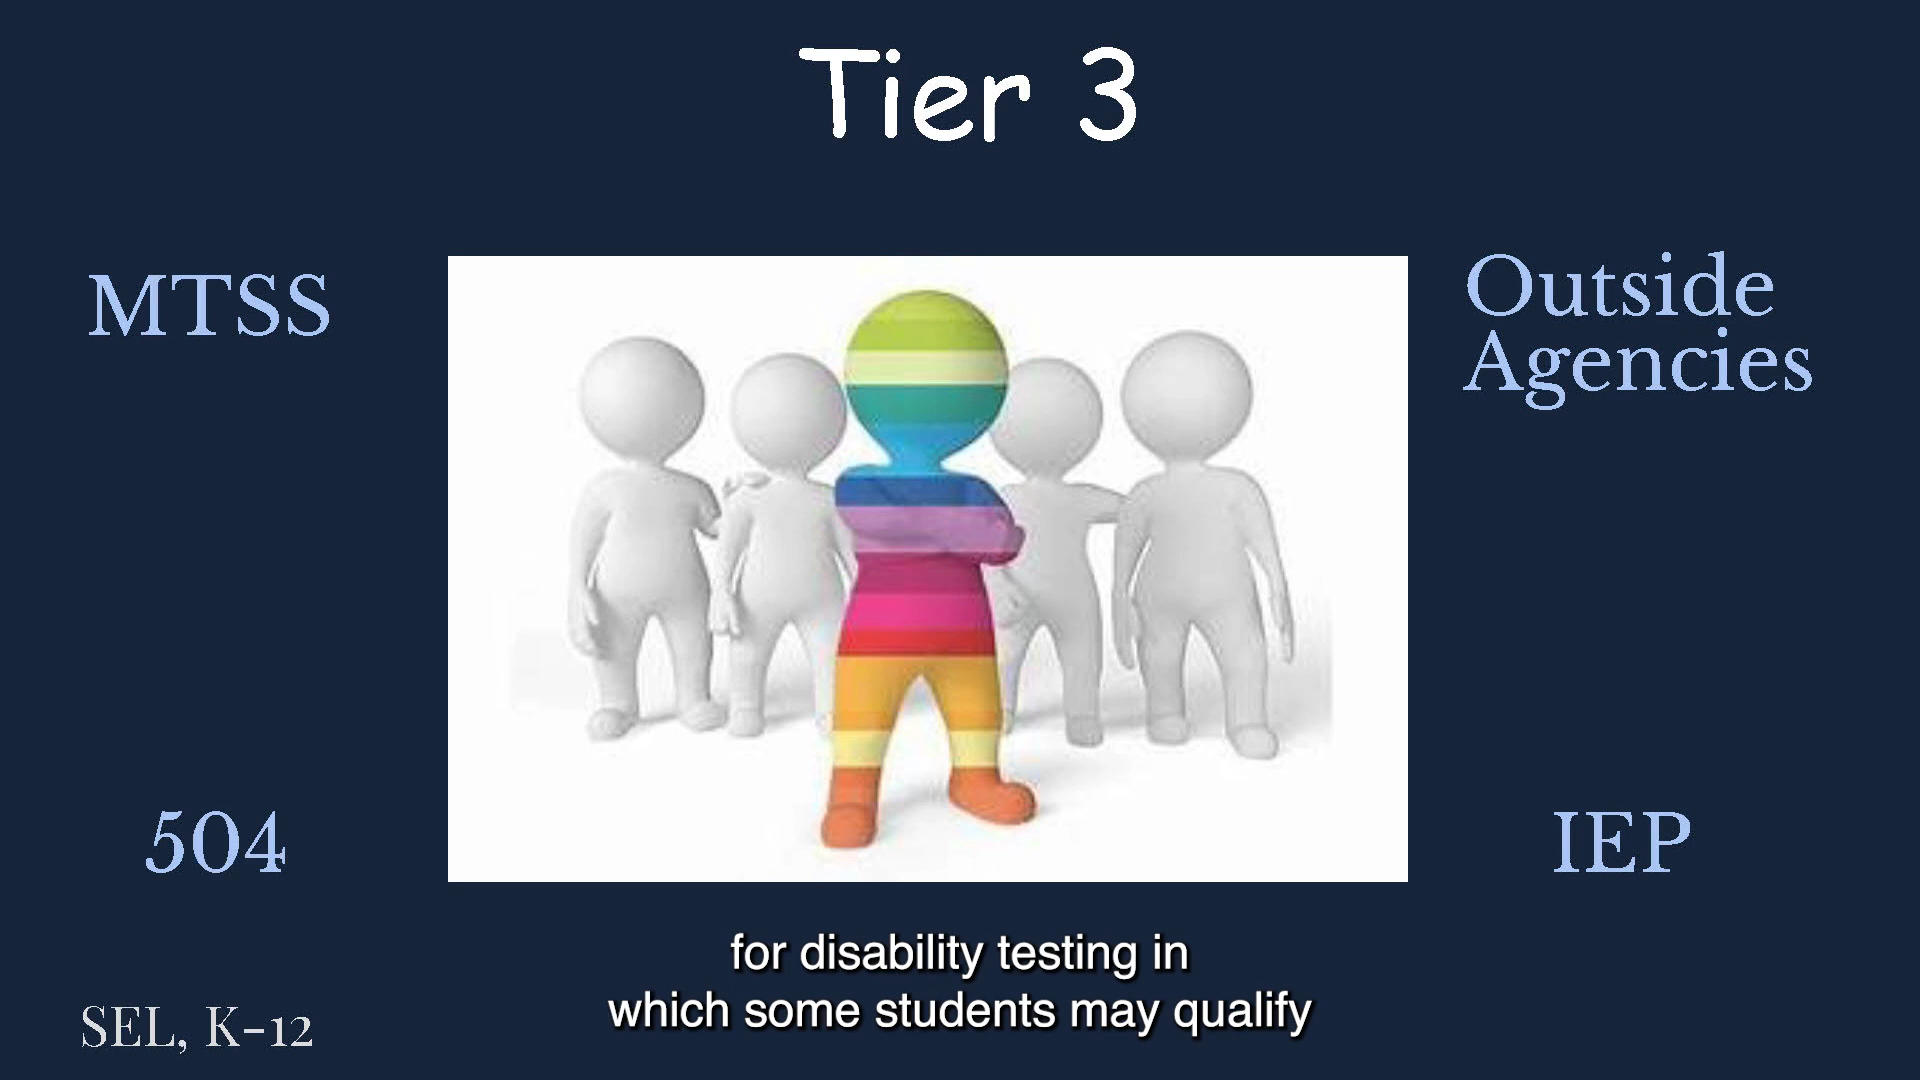 Tier 3
MTSS
Outside
Agencies
504
IEP
for disability testing in
which some students may qualify
SEL, K-12